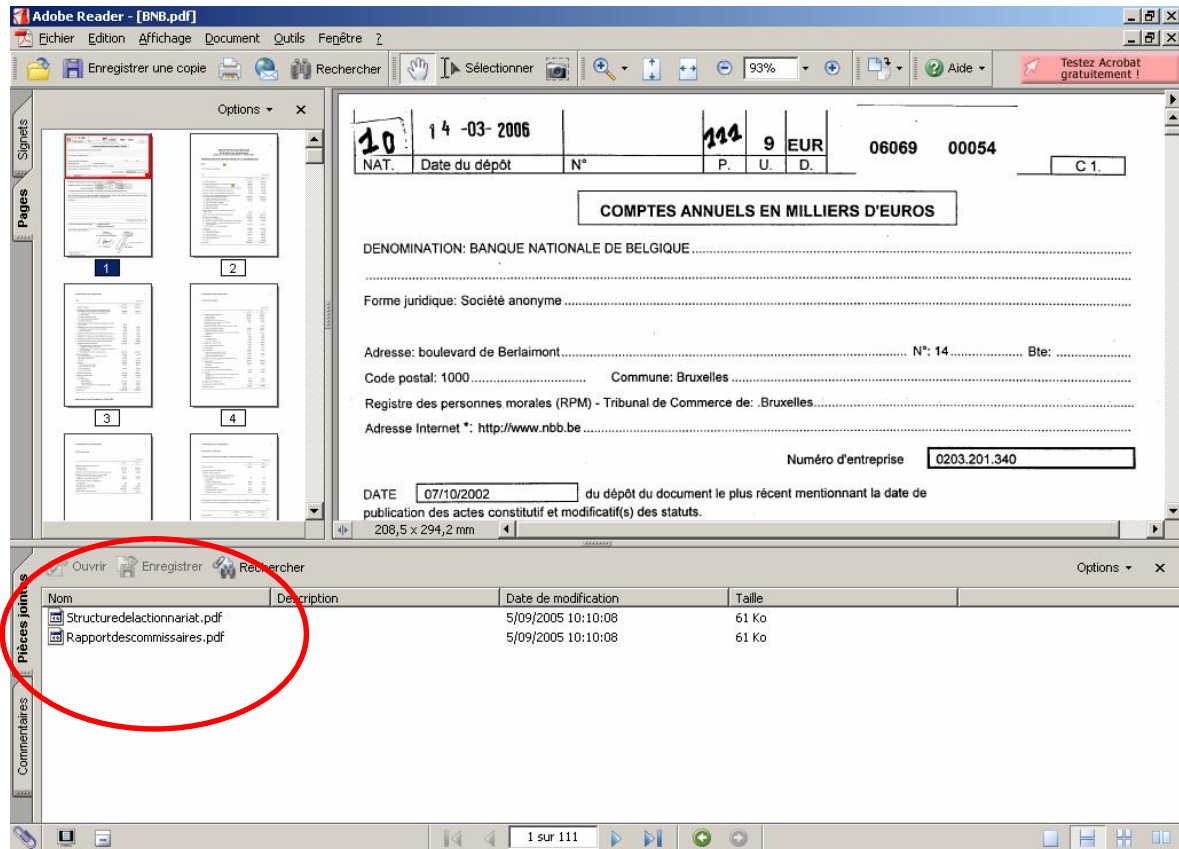 Adobe Reader - [BNB.pdf]
Fichier Edition Affichage Document Outils Fenêtre ?
Enregistrer une copie Rechercher Sélectionner 93% Aide Testez Acrobat gratuitement !
Signets
Pages
Options
1
2
3
4
10 14 -03- 2006 111 9 EUR 06069 00054
NAT. Date du dépôt N° P. U. D. C 1.
COMPTES ANNUELS EN MILLIERS D'EUROS
DENOMINATION: BANQUE NATIONALE DE BELGIQUE
Forme juridique: Société anonyme
Adresse: boulevard de Berlaimont N°: 14 Bte:
Code postal: 1000 Commune: Bruxelles
Registre des personnes morales (RPM) - Tribunal de Commerce de: .Bruxelles
Adresse Internet *: http://www.nbb.be
Numéro d'entreprise 0203.201.340
DATE 07/10/2002 du dépôt du document le plus récent mentionnant la date de
publication des actes constitutif et modificatif(s) des statuts.
208,5 x 294,2 mm
Pièces jointes
Commentaires
Ouvrir Enregistrer Rechercher Options
Nom Description Date de modification Taille
Structuredelactionnariat.pdf 5/09/2005 10:10:08 61 Ko
Rapportdescommissaires.pdf 5/09/2005 10:10:08 61 Ko
1 sur 111